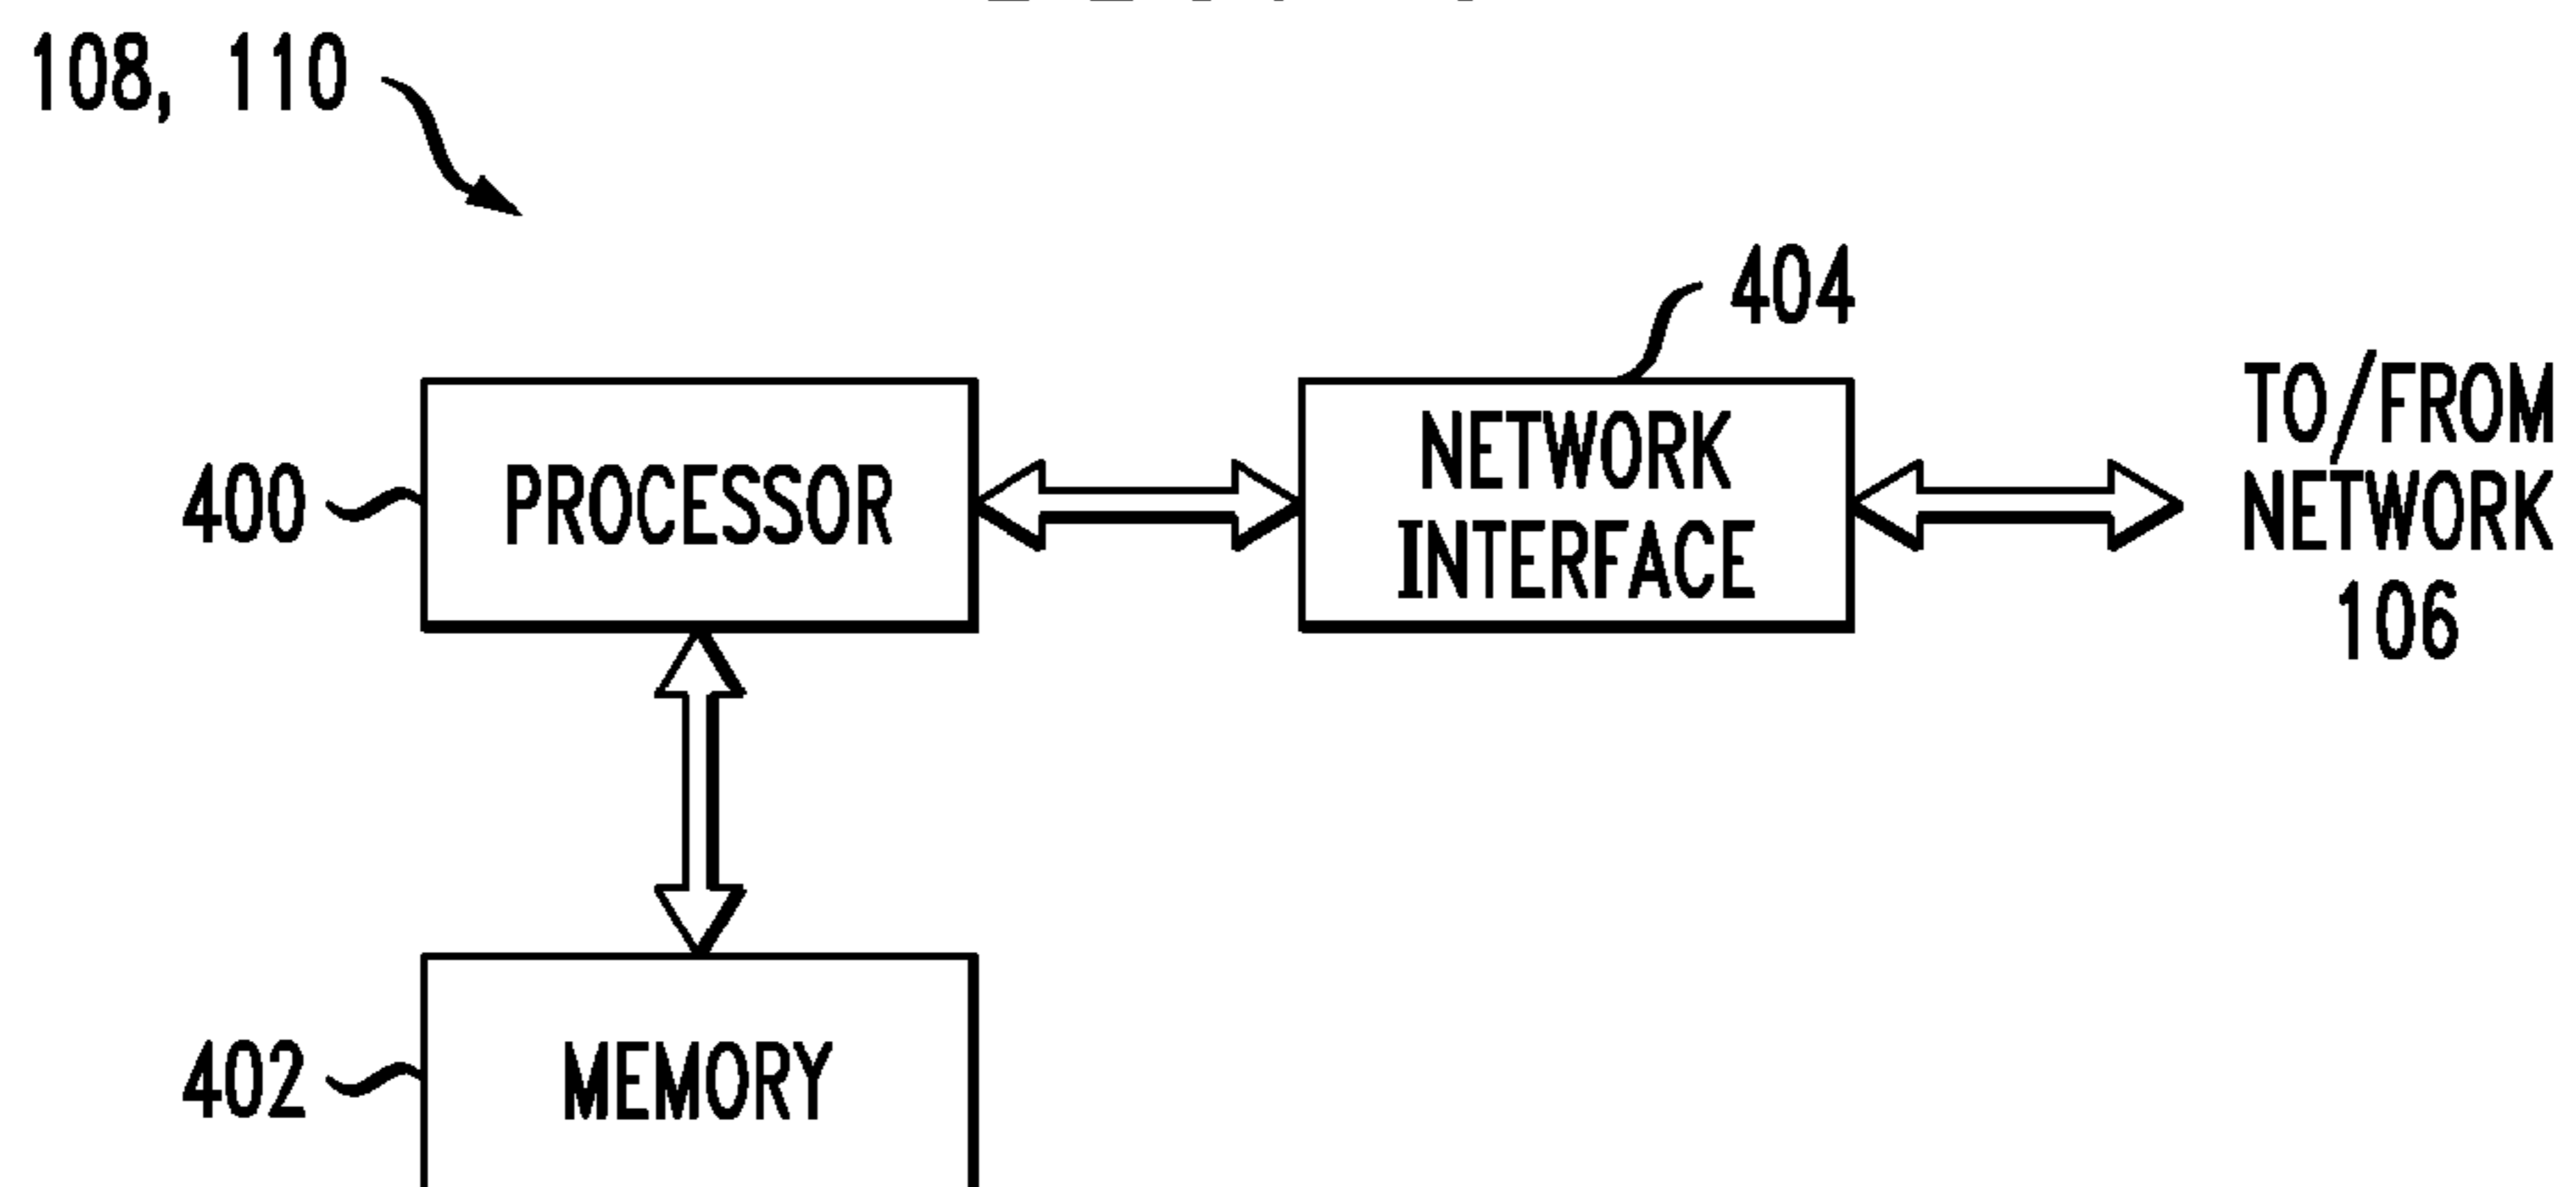 108, 110
404
400
PROCESSOR
NETWORK
INTERFACE
TO/FROM
NETWORK
106
402
MEMORY